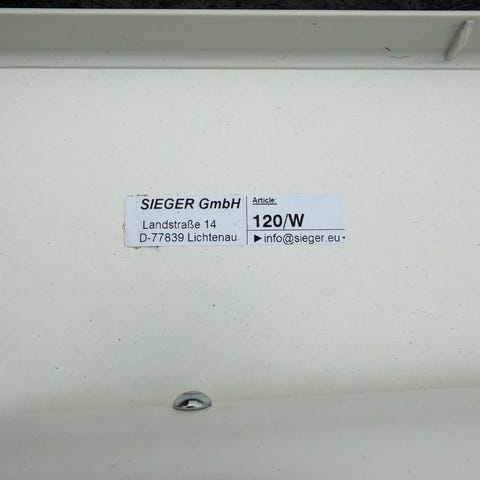 SIEGER GmbH
Landstraße 14
D-77839 Lichtenau
Article:
120/W
►info@sieger.eu